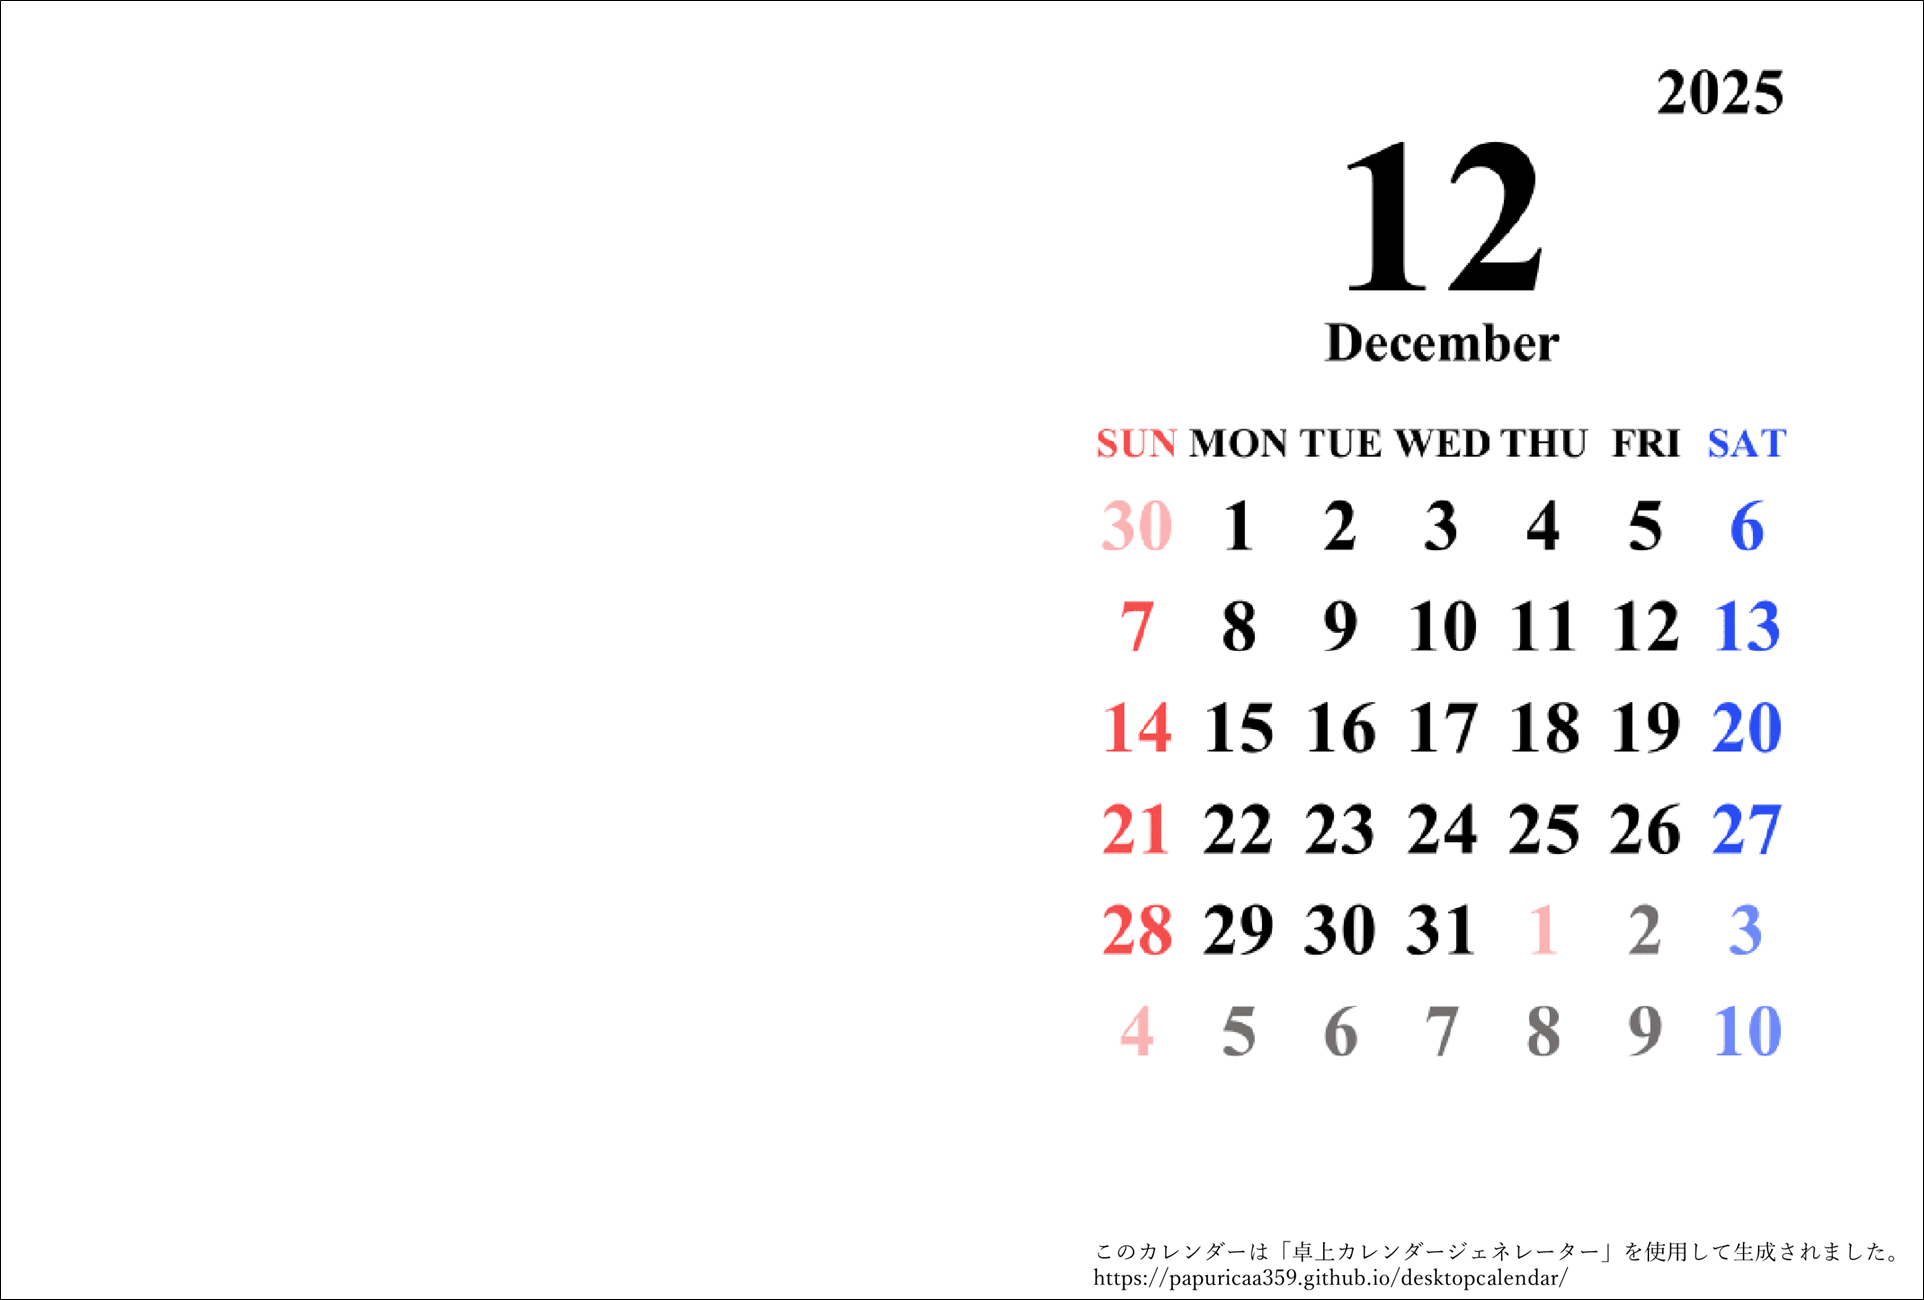 2025
12
December
SUN MON TUE WED THU FRI SAT
30 1 2 3 4 5 6
7 8 9 10 11 12 13
14 15 16 17 18 19 20
21 22 23 24 25 26 27
28 29 30 31 1 2 3
4 5 6 7 8 9 10
このカレンダーは「卓上カレンダージェネレーター」を使用して生成されました。
https://papuricaa359.github.io/desktopcalendar/